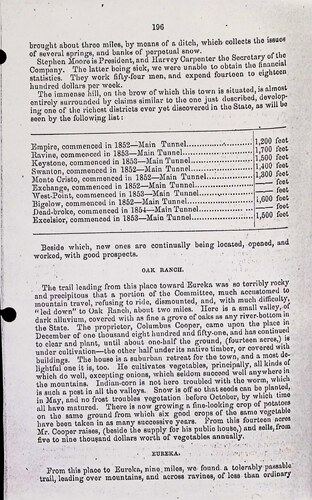 196
brought about three miles, by means of a ditch, which collects the issues
of several springs, and banks of perpetual snow.
Stephen Moore is President, and Harvey Carpenter the Secretary of the
Company. The latter being sick, we were unable to obtain the financial
statistics. They work fifty-four men, and expend fourteen to eighteen
hundred dollars per week.
The immense hill, on the brow of which this town is situated, is almost
entirely surrounded by claims similar to the one just described, develop-
ing one of the richest districts ever yet discovered in the State, as will be
seen by the following list:
Empire, commenced in 1852—Main Tunnel 1,200 feet
Ravine, commenced in 1853—Main Tunnel 1,700 feet
Keystone, commenced in 1853—Main Tunnel 1,500 feet
Swanton, commenced in 1852—Main Tunnel 1,400 feet
Monte Cristo, commenced in 1852—Main Tunnel 1,800 feet
Exchange, commenced in 1852—Main Tunnel —— feet
West-Point, commenced in 1853—Main Tunnel —— feet
Bigelow, commenced in 1852—Main Tunnel 1,600 feet
Dead-broke, commenced in 1854—Main Tunnel —— feet
Excelsior, commenced in 1853—Main Tunnel 1,500 feet
Beside which, new ones are continually being located, opened, and
worked, with good prospects.
OAK RANCH.
The trail leading from this place toward Eureka was so terribly rocky
and precipitous that a portion of the Committee, much accustomed to
mountain travel, refusing to ride, dismounted, and, with much difficulty,
"led down" to Oak Ranch, about two miles. Here is a small valley, of
dark alluvium, covered with as fine a grove of oaks as any river-bottom in
the State. The proprietor, Columbus Cooper, came upon the place in
December of one thousand eight hundred and fifty-one, and has continued
to clear and plant, until about one-half the ground, (fourteen acres,) is
under cultivation—the other half under its native timber, or covered with
buildings. The house is a suburban retreat for the town, and a most de-
lightful one it is, too. He cultivates vegetables, principally, all kinds of
which do well, excepting onions, which seldom succeed well anywhere in
the mountains. Indian-corn is not here troubled with the worm, which
is such a pest in all the valleys. Snow is off so that seeds can be planted,
in May, and no frost troubles vegetation before October, by which time
all have matured. There is now growing a fine-looking crop of potatoes
on the same ground from which six good crops of the same vegetable
have been taken in as many successive years. From this fourteen acres
Mr. Cooper raises, (beside the supply for his public house,) and sells, from
five to nine thousand dollars worth of vegetables annually.
EUREKA.
From this place to Eureka, nine miles, we found a tolerably passable
trail, leading over mountains, and across ravines, of less than ordinary